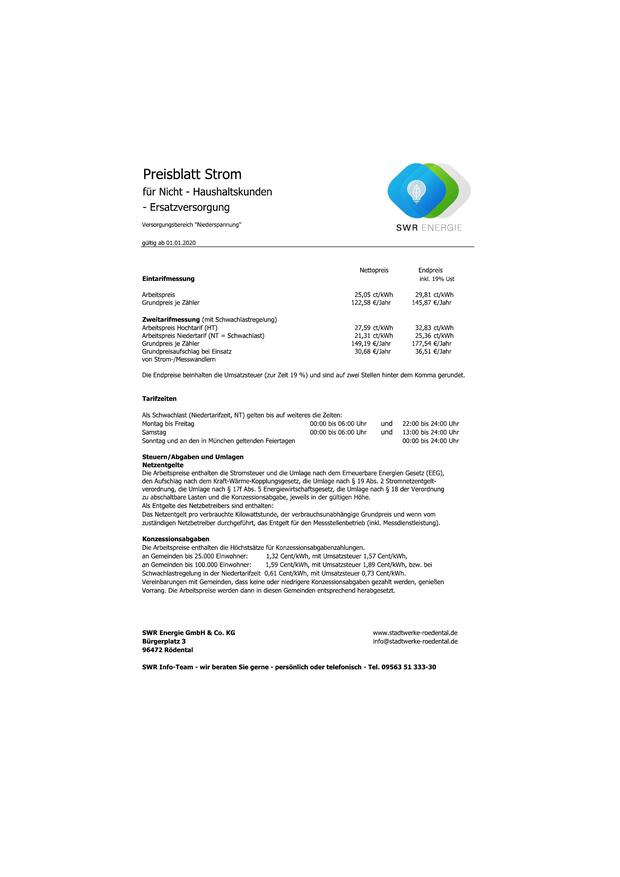 Preisblatt Strom
für Nicht - Haushaltskunden
- Ersatzversorgung
Versorgungsbereich "Niederspannung"
gültig ab 01.01.2020
SWR ENERGIE
Nettopreis Endpreis
Eintarifmessung inkl. 19% Ust
Arbeitspreis 25,05 ct/kWh 29,81 ct/kWh
Grundpreis je Zähler 122,58 €/Jahr 145,87 €/Jahr
Zweitarifmessung (mit Schwachlastregelung)
Arbeitspreis Hochtarif (HT) 27,59 ct/kWh 32,83 ct/kWh
Arbeitspreis Niedertarif (NT = Schwachlast) 21,31 ct/kWh 25,36 ct/kWh
Grundpreis je Zähler 149,19 €/Jahr 177,54 €/Jahr
Grundpreisaufschlag bei Einsatz 30,68 €/Jahr 36,51 €/Jahr
von Strom-/Messwandlern
Die Endpreise beinhalten die Umsatzsteuer (zur Zeit 19 %) und sind auf zwei Stellen hinter dem Komma gerundet.
Tarifzeiten
Als Schwachlast (Niedertarifzeit, NT) gelten bis auf weiteres die Zeiten:
Montag bis Freitag 00:00 bis 06:00 Uhr und 22:00 bis 24:00 Uhr
Samstag 00:00 bis 06:00 Uhr und 13:00 bis 24:00 Uhr
Sonntag und an den in München geltenden Feiertagen 00:00 bis 24:00 Uhr
Steuern/Abgaben und Umlagen
Netzentgelte
Die Arbeitspreise enthalten die Stromsteuer und die Umlage nach dem Erneuerbare Energien Gesetz (EEG),
den Aufschlag nach dem Kraft-Wärme-Kopplungsgesetz, die Umlage nach § 19 Abs. 2 Stromnetzentgelt-
verordnung, die Umlage nach § 17f Abs. 5 Energiewirtschaftsgesetz, die Umlage nach § 18 der Verordnung
zu abschaltbare Lasten und die Konzessionsabgabe, jeweils in der gültigen Höhe.
Als Entgelte des Netzbetreibers sind enthalten:
Das Netzentgelt pro verbrauchte Kilowattstunde, der verbrauchsunabhängige Grundpreis und wenn vom
zuständigen Netzbetreiber durchgeführt, das Entgelt für den Messstellenbetrieb (inkl. Messdienstleistung).
Konzessionsabgaben
Die Arbeitspreise enthalten die Höchstsätze für Konzessionsabgabenzahlungen.
an Gemeinden bis 25.000 Einwohner: 1,32 Cent/kWh, mit Umsatzsteuer 1,57 Cent/kWh,
an Gemeinden bis 100.000 Einwohner: 1,59 Cent/kWh, mit Umsatzsteuer 1,89 Cent/kWh, bzw. bei
Schwachlastregelung in der Niedertarifzeit 0,61 Cent/kWh, mit Umsatzsteuer 0,73 Cent/kWh.
Vereinbarungen mit Gemeinden, dass keine oder niedrigere Konzessionsabgaben gezahlt werden, genießen
Vorrang. Die Arbeitspreise werden dann in diesen Gemeinden entsprechend herabgesetzt.
SWR Energie GmbH & Co. KG www.stadtwerke-roedental.de
Bürgerplatz 3 info@stadtwerke-roedental.de
96472 Rödental
SWR Info-Team - wir beraten Sie gerne - persönlich oder telefonisch - Tel. 09563 51 333-30